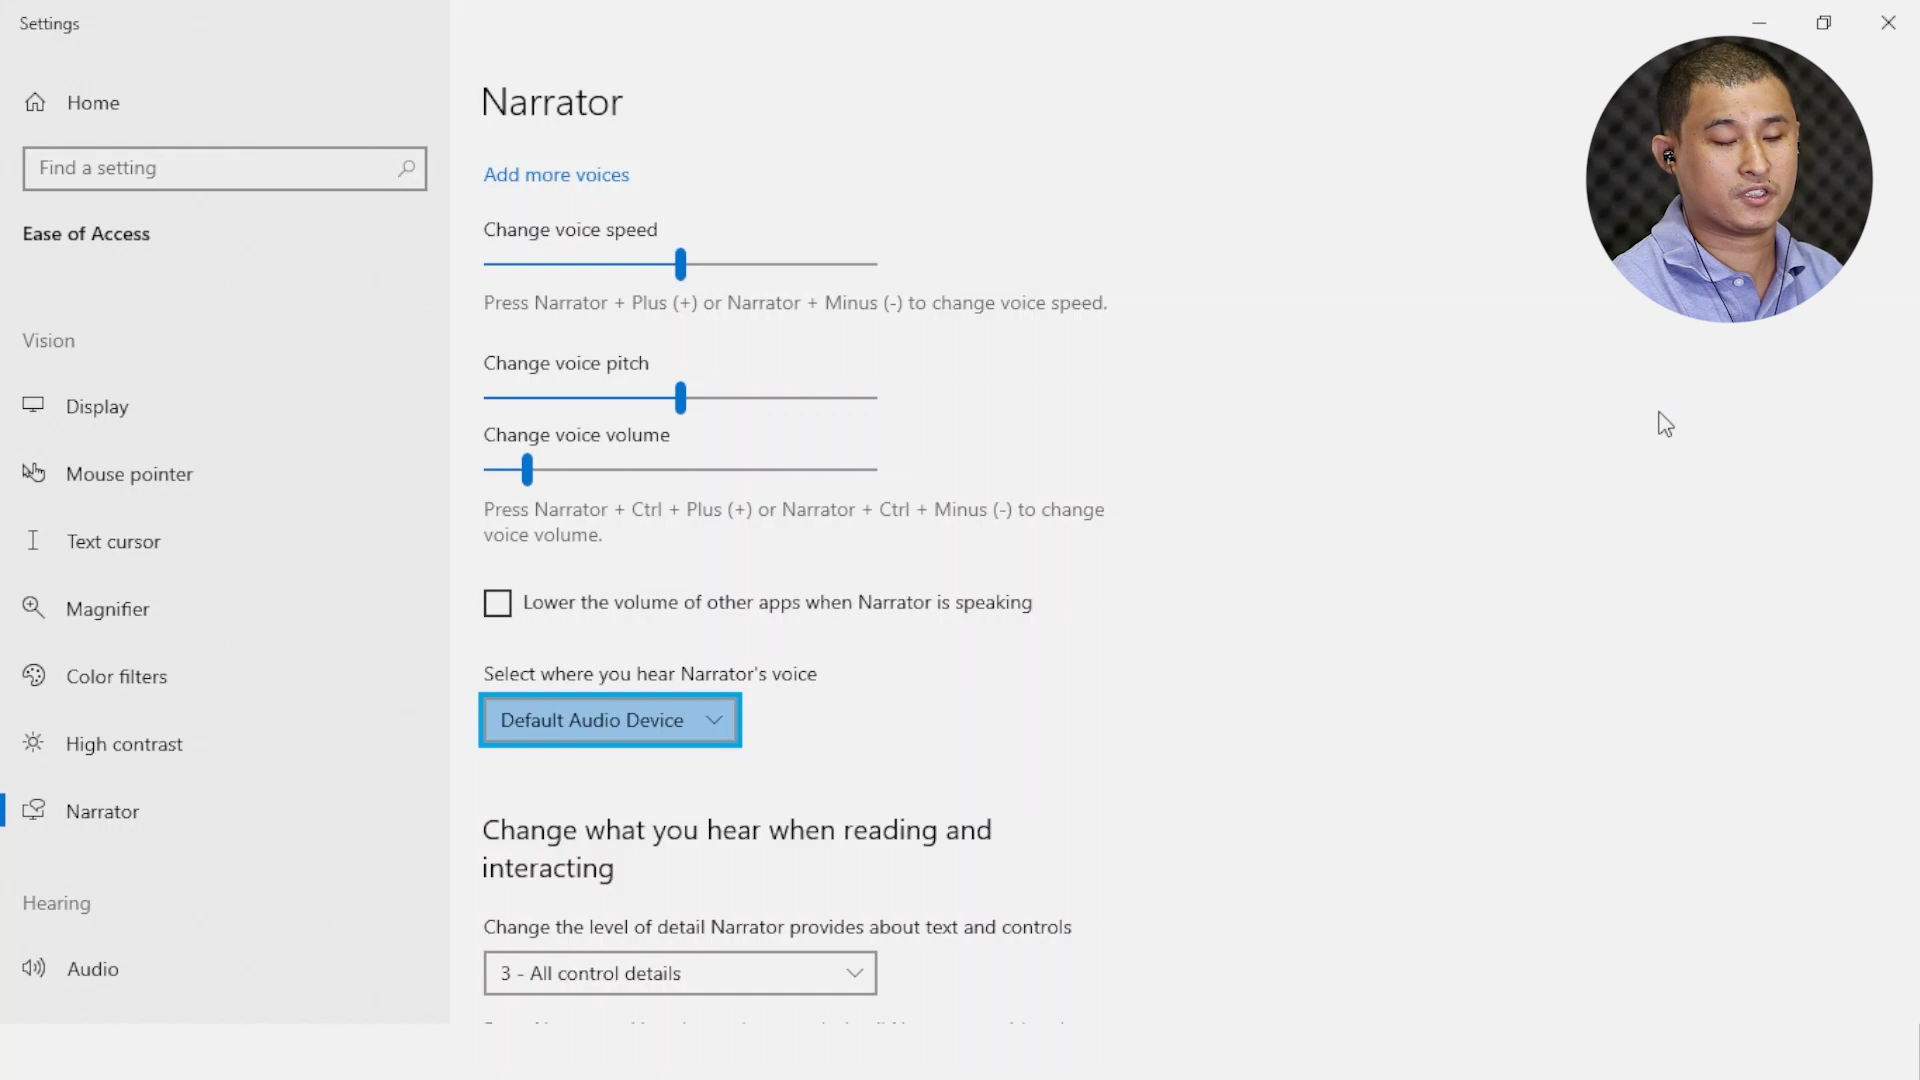 Settings
Home
Find a setting
Ease of Access
Vision
Display
Mouse pointer
Text cursor
Magnifier
Color filters
High contrast
Narrator
Hearing
Audio
Narrator
Add more voices
Change voice speed
Press Narrator + Plus (+) or Narrator + Minus (-) to change voice speed.
Change voice pitch
Change voice volume
Press Narrator + Ctrl + Plus (+) or Narrator + Ctrl + Minus (-) to change
voice volume.
Lower the volume of other apps when Narrator is speaking
Select where you hear Narrator's voice
Default Audio Device
Change what you hear when reading and
interacting
Change the level of detail Narrator provides about text and controls
3 - All control details